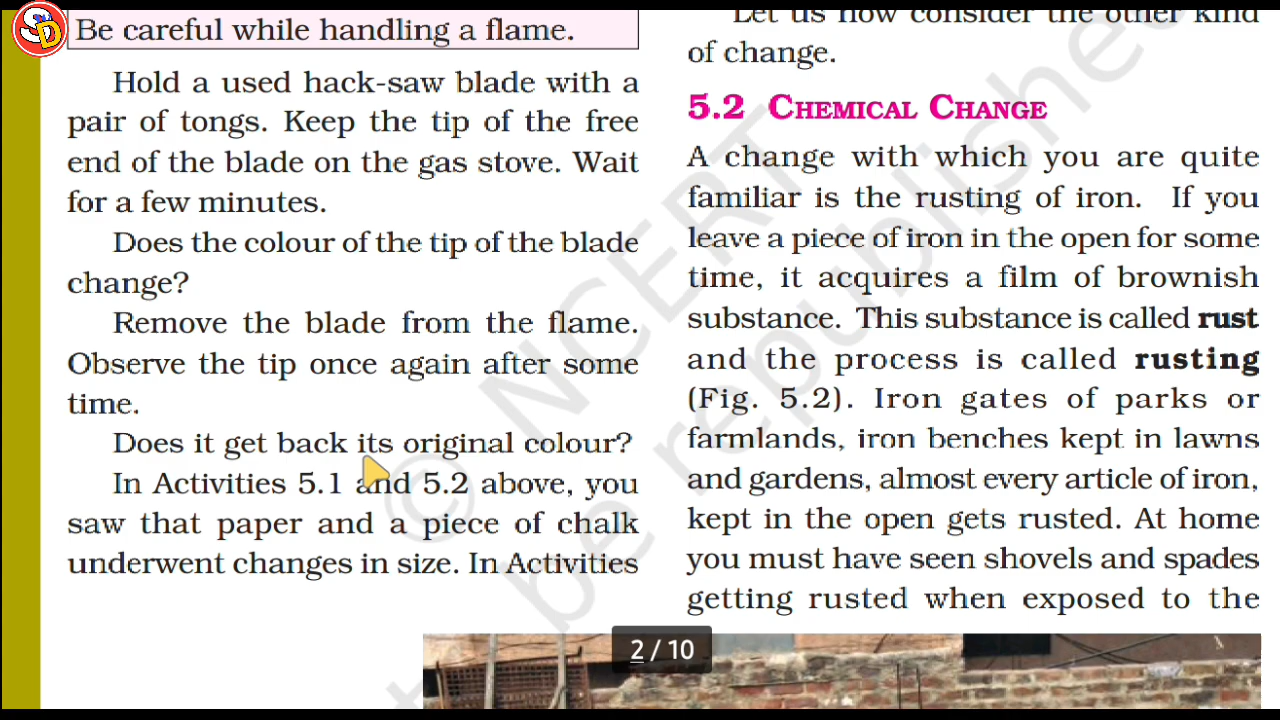 SD
Be careful while handling a flame.
Hold a used hack-saw blade with a
pair of tongs. Keep the tip of the free
end of the blade on the gas stove. Wait
for a few minutes.
Does the colour of the tip of the blade
change?
Remove the blade from the flame.
Observe the tip once again after some
time.
Does it get back its original colour?
In Activities 5.1 and 5.2 above, you
saw that paper and a piece of chalk
underwent changes in size. In Activities
Let us now consider the other kind
of change.
5.2 CHEMICAL CHANGE
A change with which you are quite
familiar is the rusting of iron. If you
leave a piece of iron in the open for some
time, it acquires a film of brownish
substance. This substance is called rust
and the process is called rusting
(Fig. 5.2). Iron gates of parks or
farmlands, iron benches kept in lawns
and gardens, almost every article of iron,
kept in the open gets rusted. At home
you must have seen shovels and spades
getting rusted when exposed to the
© NCERT
be republished
2 / 10